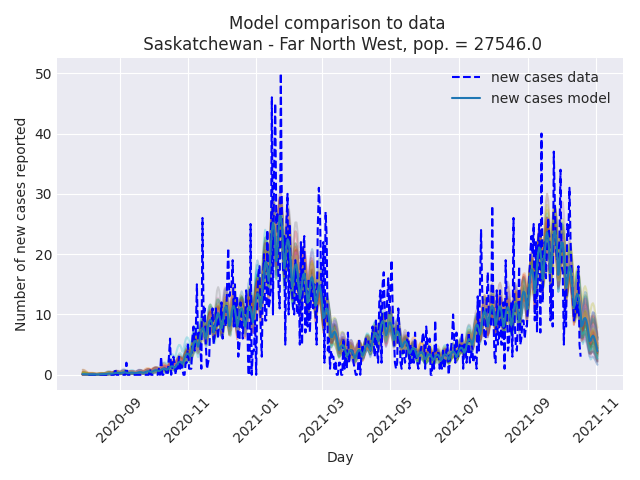 Model comparison to data
Saskatchewan - Far North West, pop. = 27546.0
new cases data
new cases model
Number of new cases reported
50
40
30
20
10
0
2020-09
2020-11
2021-01
2021-03
2021-05
2021-07
2021-09
2021-11
Day